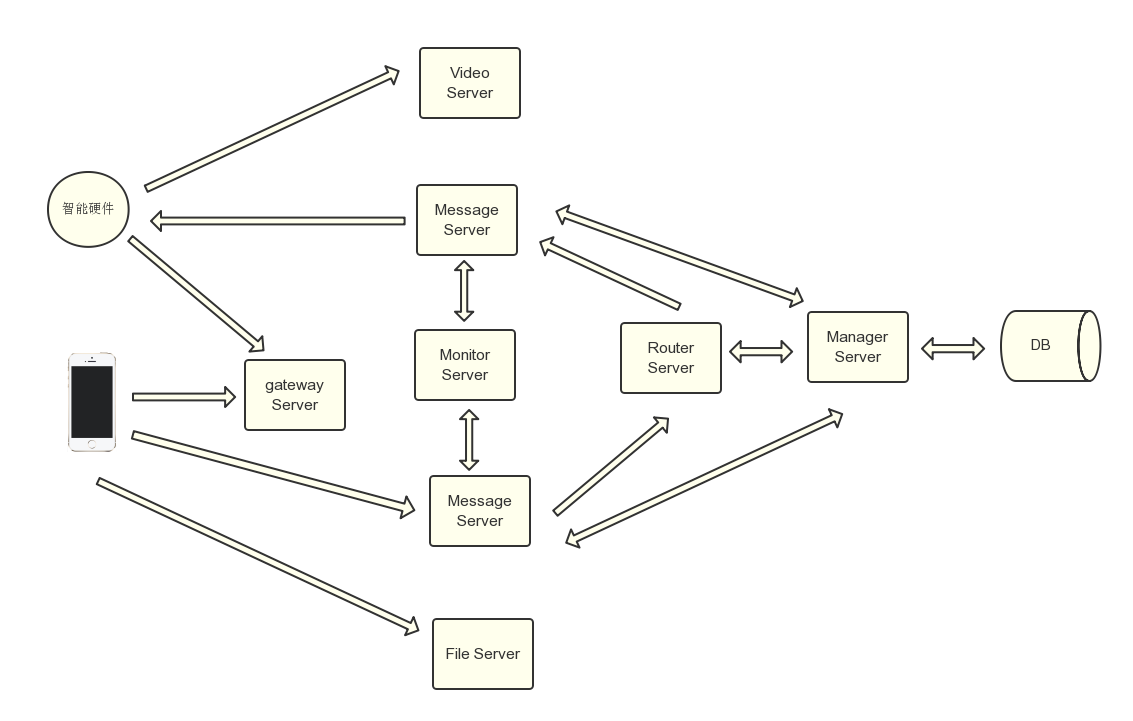 Video
Server
智能硬件
Message
Server
Monitor
Server
Router
Server
Manager
Server
DB
gateway
Server
Message
Server
File Server